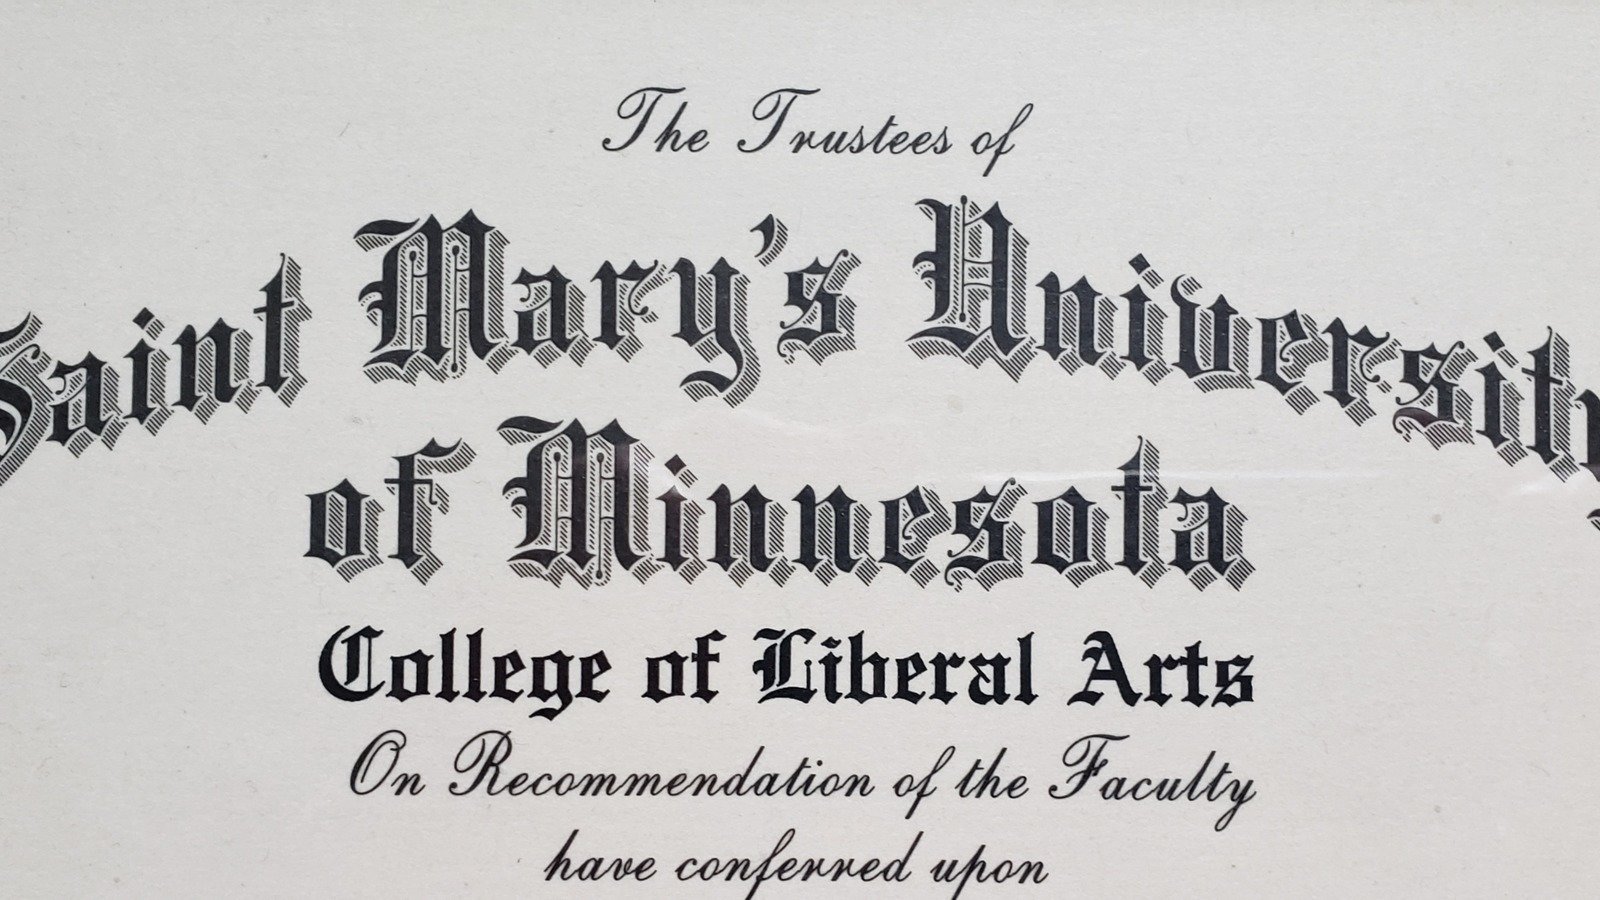 The Trustees of
Saint Mary's University
of Minnesota
College of Liberal Arts
On Recommendation of the Faculty
have conferred upon